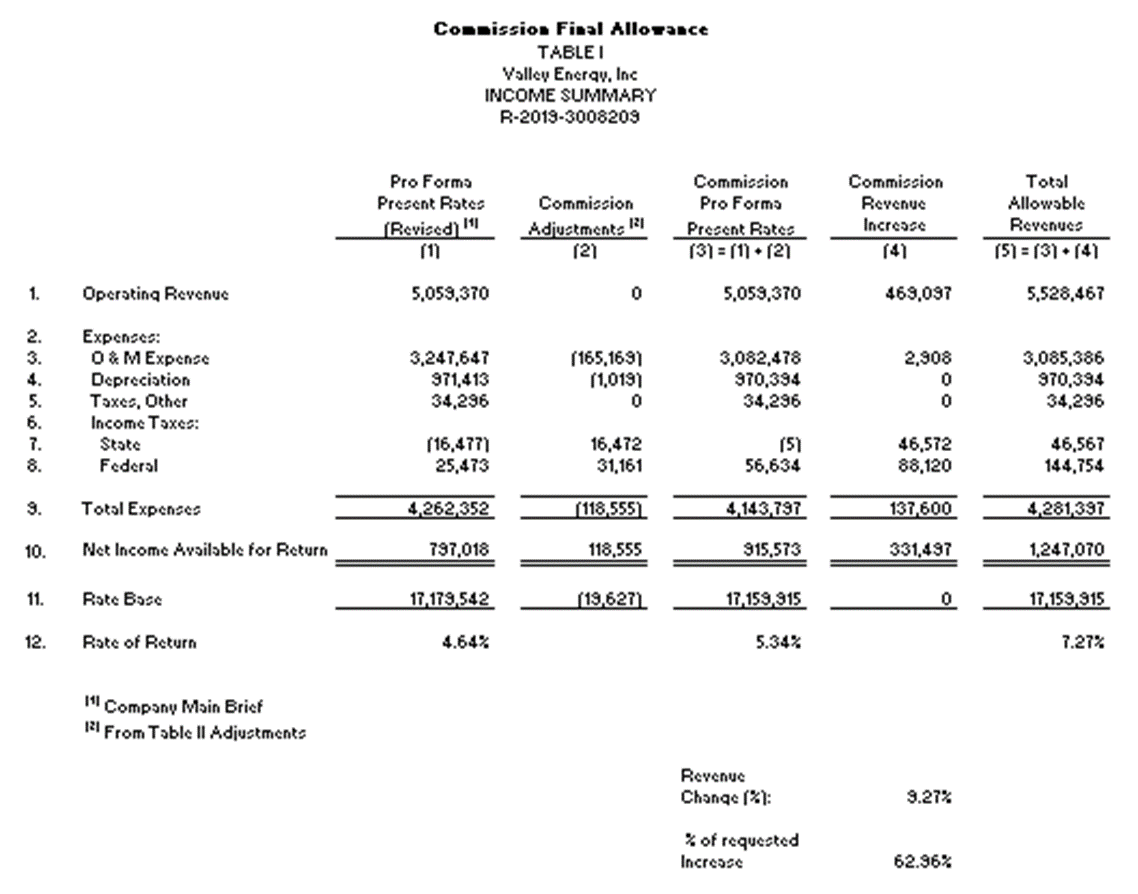 Commission Final Allowance
TABLE I
Valley Energy, Inc
INCOME SUMMARY
R-2019-3008209
Pro Forma Commission Commission Total
Present Rates Commission Pro Forma Revenue Allowable
(Revised) [1] Adjustments [2] Present Rates Increase Revenues
(1) (2) (3) = (1) + (2) (4) (5) = (3) + (4)
1. Operating Revenue 5,059,370 0 5,059,370 469,097 5,528,467
2. Expenses:
3. O & M Expense 3,247,647 (165,169) 3,082,478 2,908 3,085,386
4. Depreciation 971,413 (1,019) 970,394 0 970,394
5. Taxes, Other 34,296 0 34,296 0 34,296
6. Income Taxes:
7. State (16,477) 16,472 (5) 46,572 46,567
8. Federal 25,473 31,161 56,634 88,120 144,754
9. Total Expenses 4,262,352 (118,555) 4,143,797 137,600 4,281,397
10. Net Income Available for Return 797,018 118,555 915,573 331,497 1,247,070
11. Rate Base 17,179,542 (19,627) 17,159,915 0 17,159,915
12. Rate of Return 4.64% 5.34% 7.27%
[1] Company Main Brief
[2] From Table II Adjustments
Revenue
Change (%): 9.27%
% of requested
Increase 62.96%